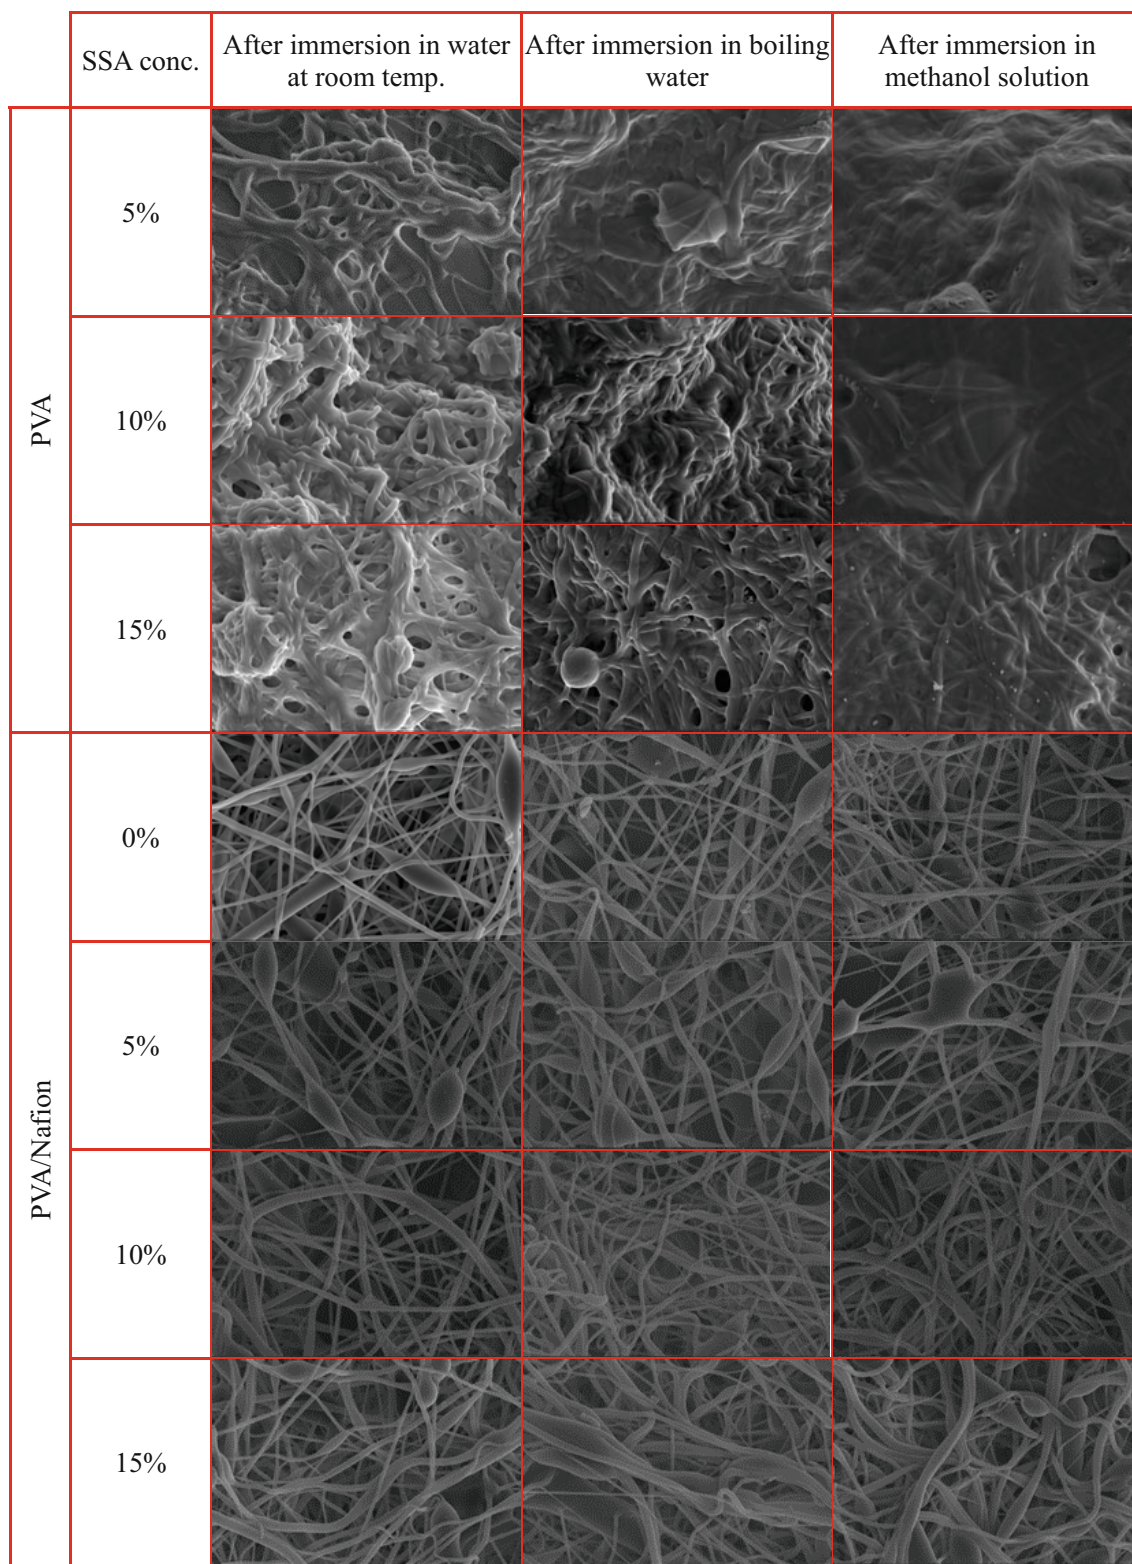 SSA conc.
After immersion in water
at room temp.
After immersion in boiling
water
After immersion in
methanol solution
PVA
5%
10%
15%
PVA/Nafion
0%
5%
10%
15%